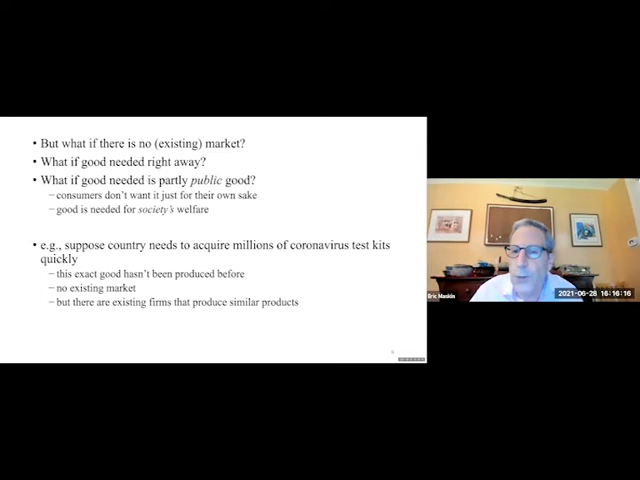 • But what if there is no (existing) market?
• What if good needed right away?
• What if good needed is partly public good?
– consumers don't want it just for their own sake
– good is needed for society's welfare
• e.g., suppose country needs to acquire millions of coronavirus test kits
quickly
– this exact good hasn't been produced before
– no existing market
– but there are existing firms that produce similar products
Eric Maskin
2021-06-28 16:16:16